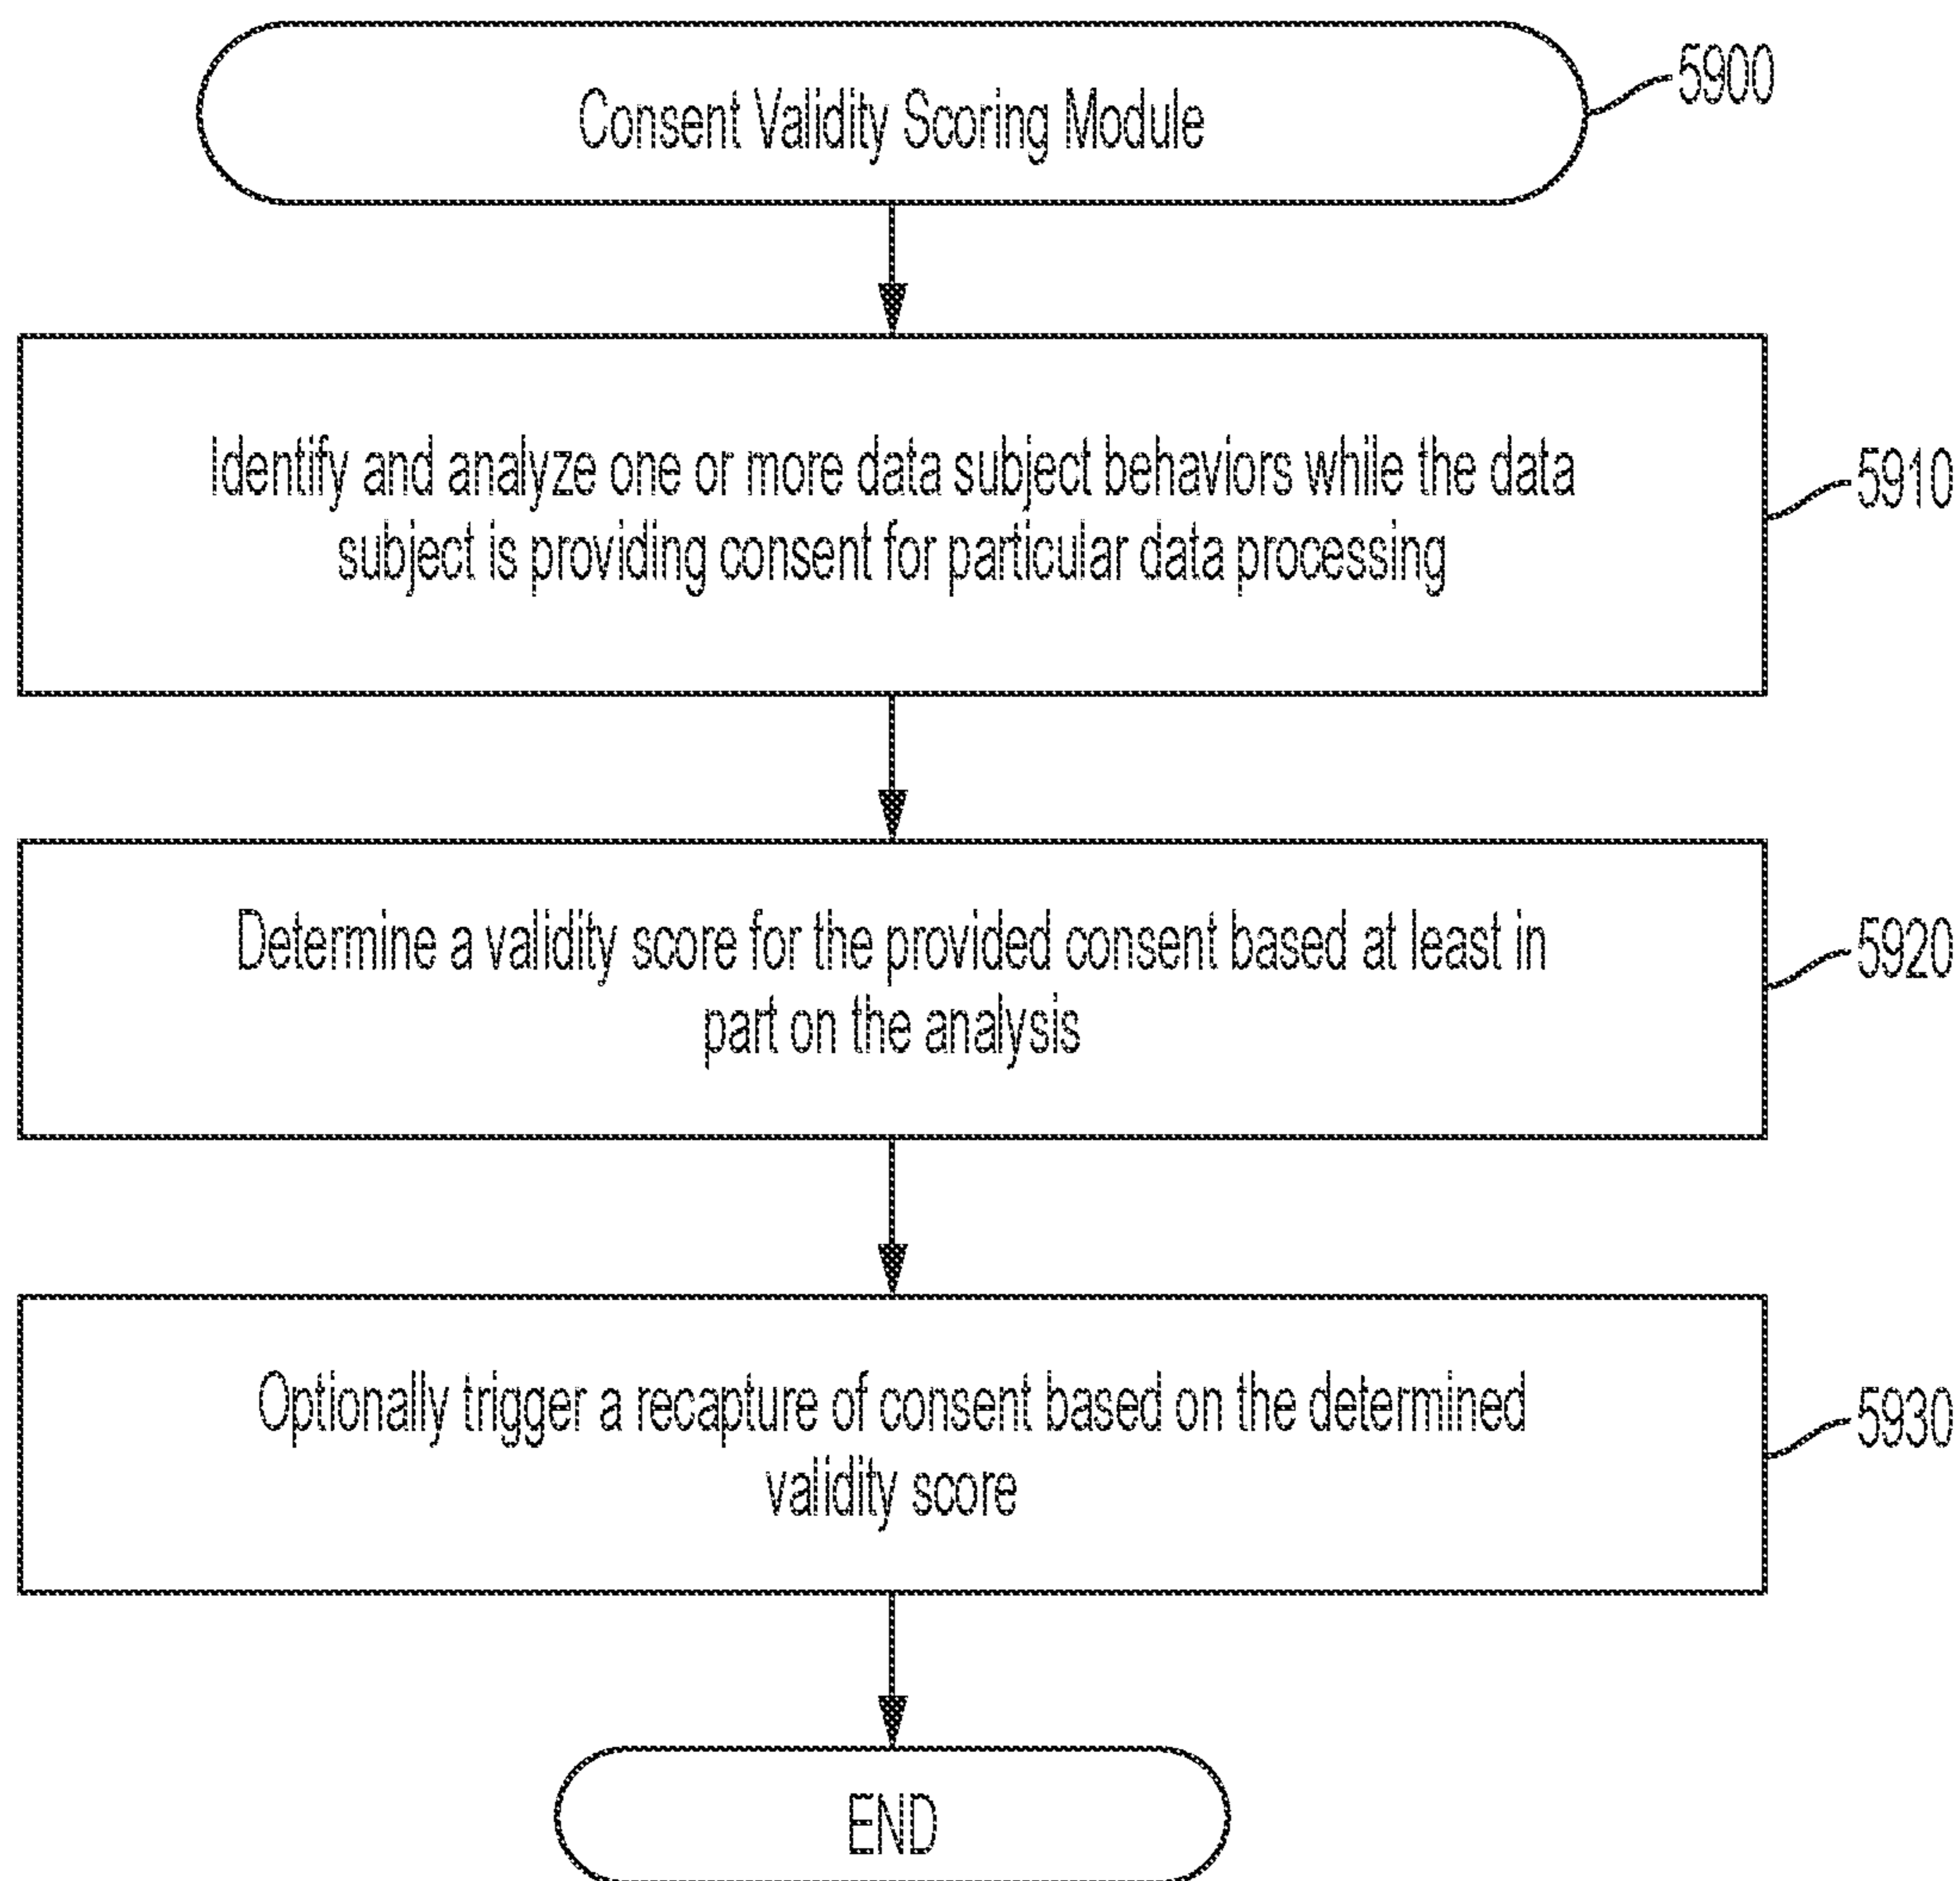 Consent Validity Scoring Module
5900
Identify and analyze one or more data subject behaviors while the data
subject is providing consent for particular data processing
5910
Determine a validity score for the provided consent based at least in
part on the analysis
5920
Optionally trigger a recapture of consent based on the determined
validity score
5930
END